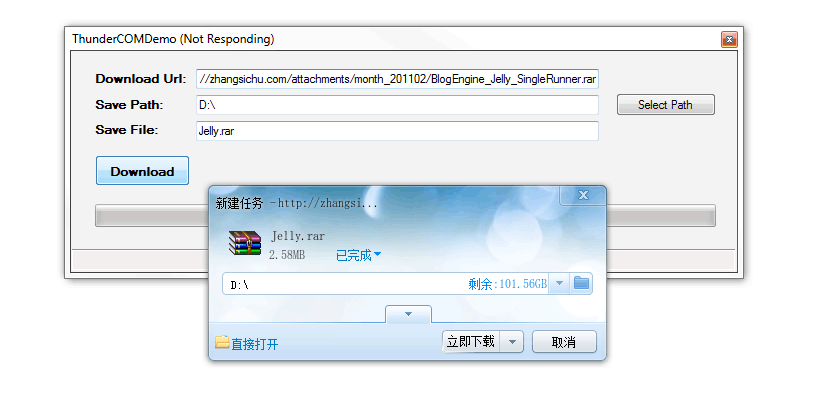 ThunderCOMDemo (Not Responding)
Download Url: //zhangsichu.com/attachments/month_201102/BlogEngine_Jelly_SingleRunner.rar
Save Path: D:\ Select Path
Save File: Jelly.rar
Download
新建任务 -http://zhangsi...
Jelly.rar
2.58MB 已完成
D:\ 剩余:101.56GB
直接打开 立即下载 取消